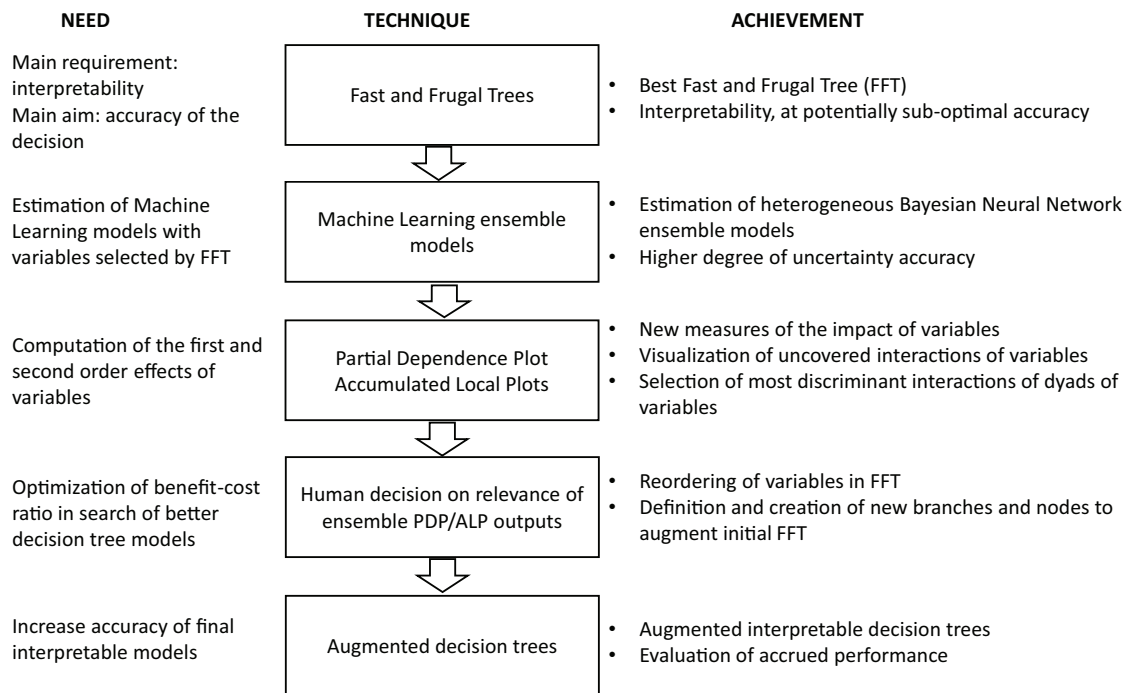 NEED
TECHNIQUE
ACHIEVEMENT
Main requirement:
interpretability
Main aim: accuracy of the
decision
Fast and Frugal Trees
• Best Fast and Frugal Tree (FFT)
• Interpretability, at potentially sub-optimal accuracy
Estimation of Machine
Learning models with
variables selected by FFT
Machine Learning ensemble
models
• Estimation of heterogeneous Bayesian Neural Network
ensemble models
• Higher degree of uncertainty accuracy
Computation of the first and
second order effects of
variables
Partial Dependence Plot
Accumulated Local Plots
• New measures of the impact of variables
• Visualization of uncovered interactions of variables
• Selection of most discriminant interactions of dyads of
variables
Optimization of benefit-cost
ratio in search of better
decision tree models
Human decision on relevance of
ensemble PDP/ALP outputs
• Reordering of variables in FFT
• Definition and creation of new branches and nodes to
augment initial FFT
Increase accuracy of final
interpretable models
Augmented decision trees
• Augmented interpretable decision trees
• Evaluation of accrued performance